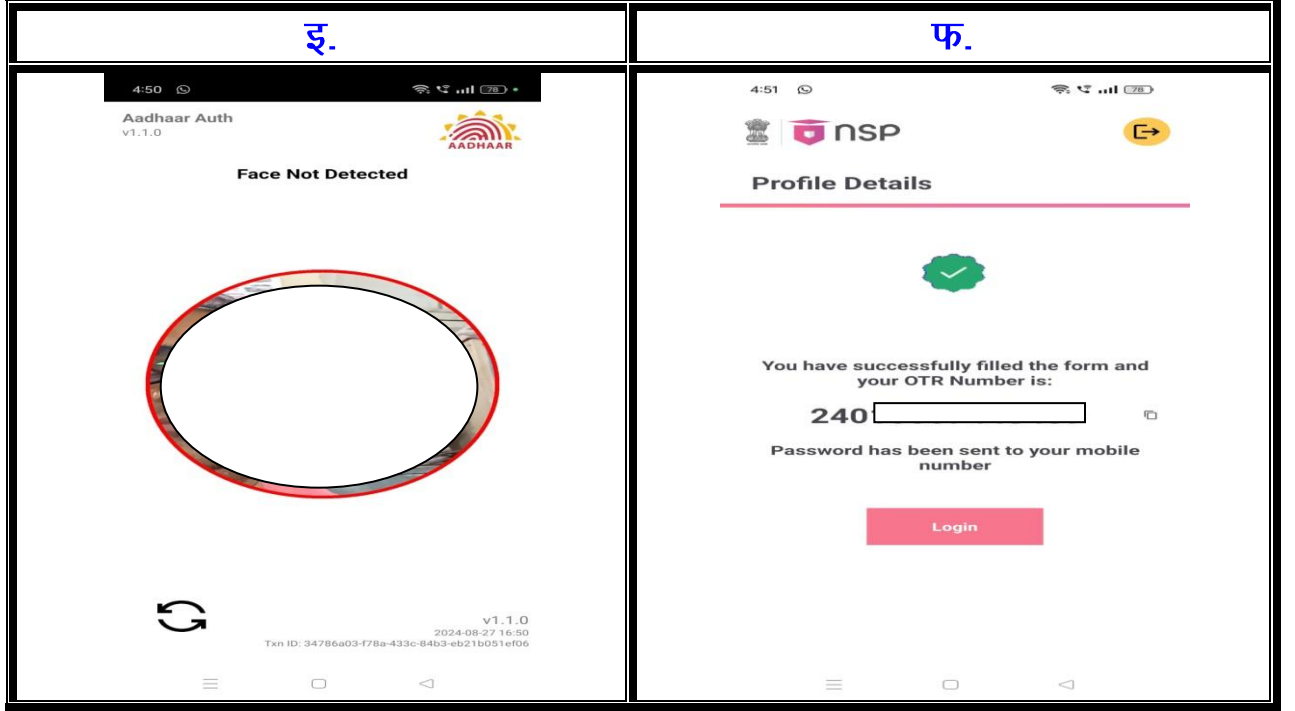 इ.
फ.
4:50
78
Aadhaar Auth
v1.1.0
AADHAAR
Face Not Detected
v1.1.0
2024-08-27 16:50
Txn ID: 34786a03-f78a-433c-84b3-eb21b051ef06
4:51
78
nsp
Profile Details
You have successfully filled the form and
your OTR Number is:
240
Password has been sent to your mobile
number
Login